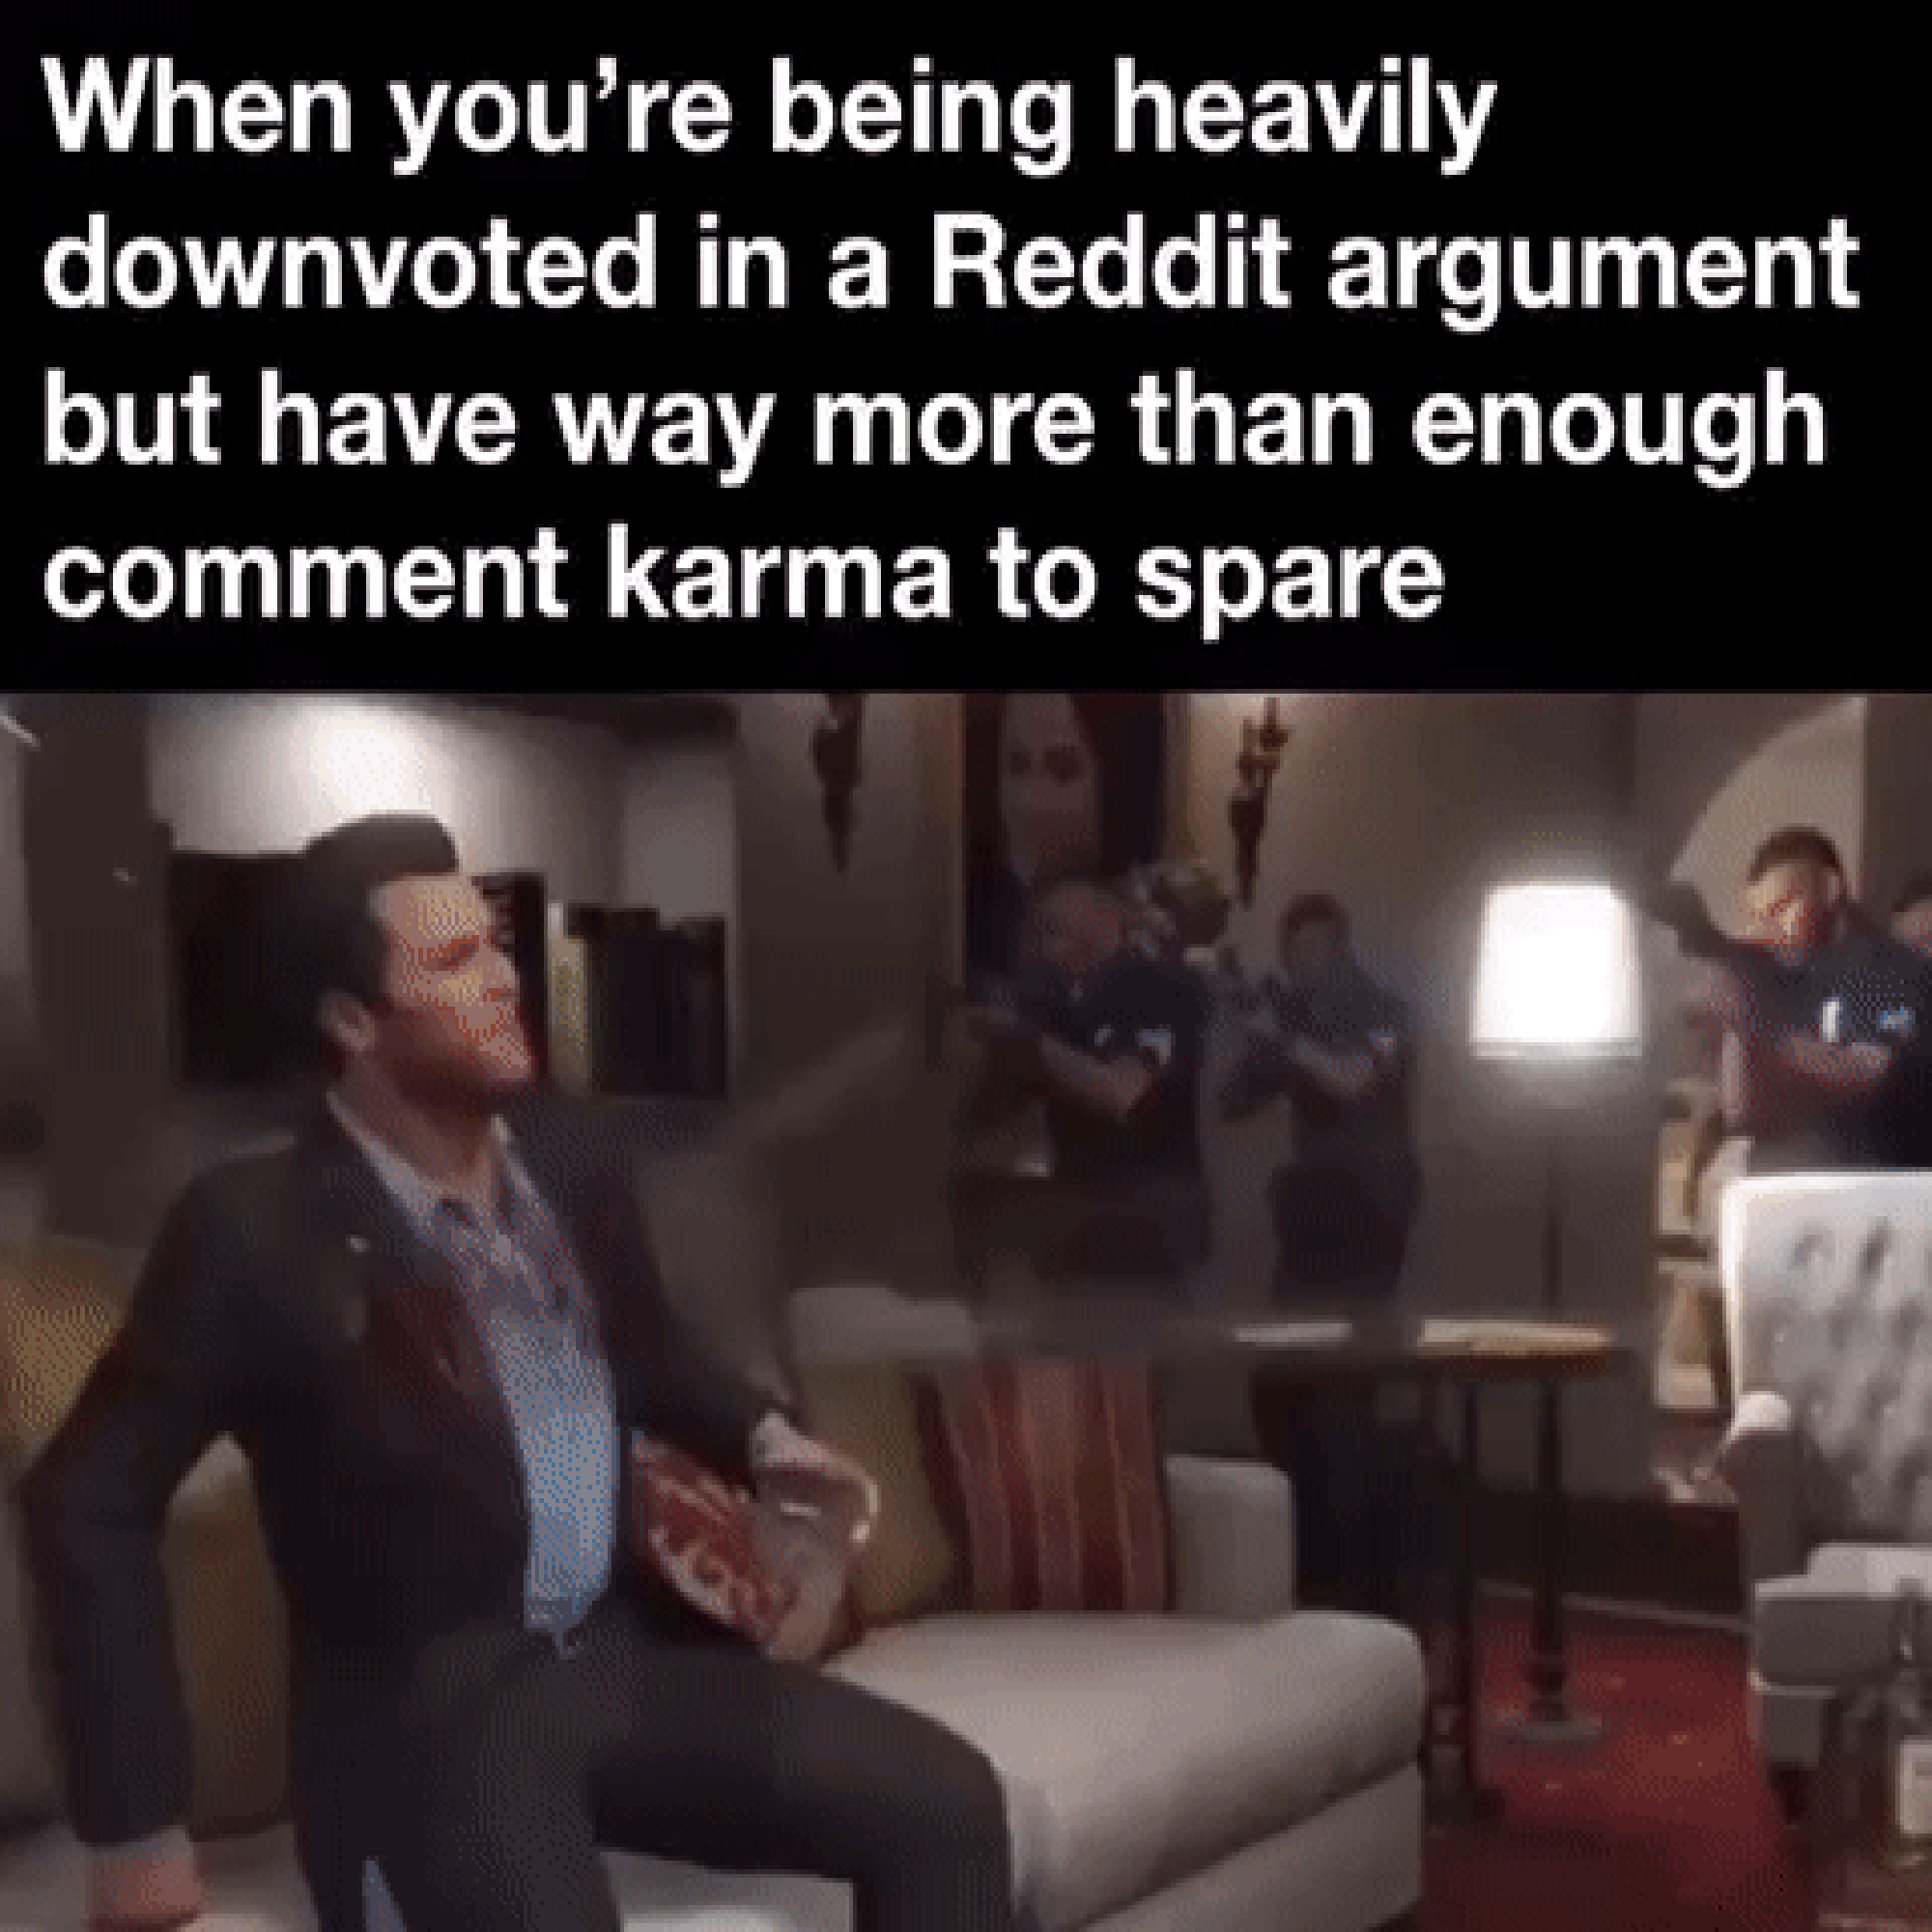 When you’re being heavily
downvoted in a Reddit argument
but have way more than enough
comment karma to spare